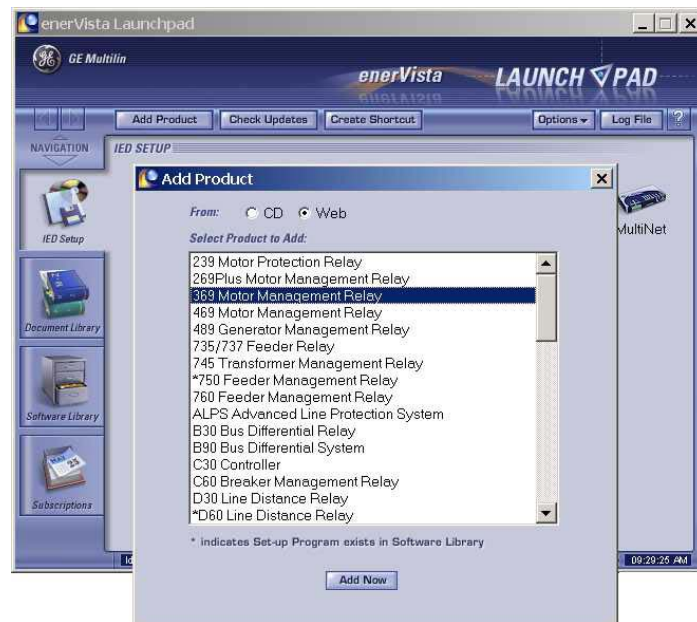 enerVista Launchpad
GE Multilin
enerVista LAUNCH PAD
Add Product Check Updates Create Shortcut Options Log File ?
NAVIGATION
IED SETUP
Add Product
From: CD Web
IED Setup
MultiNet
Select Product to Add:
239 Motor Protection Relay
269Plus Motor Management Relay
369 Motor Management Relay
469 Motor Management Relay
489 Generator Management Relay
735/737 Feeder Relay
745 Transformer Management Relay
*750 Feeder Management Relay
760 Feeder Management Relay
ALPS Advanced Line Protection System
B30 Bus Differential Relay
B90 Bus Differential System
C30 Controller
C60 Breaker Management Relay
D30 Line Distance Relay
*D60 Line Distance Relay
Document Library
Software Library
MAY
23
Subscriptions
* indicates Set-up Program exists in Software Library
09:29:25 AM
Add Now